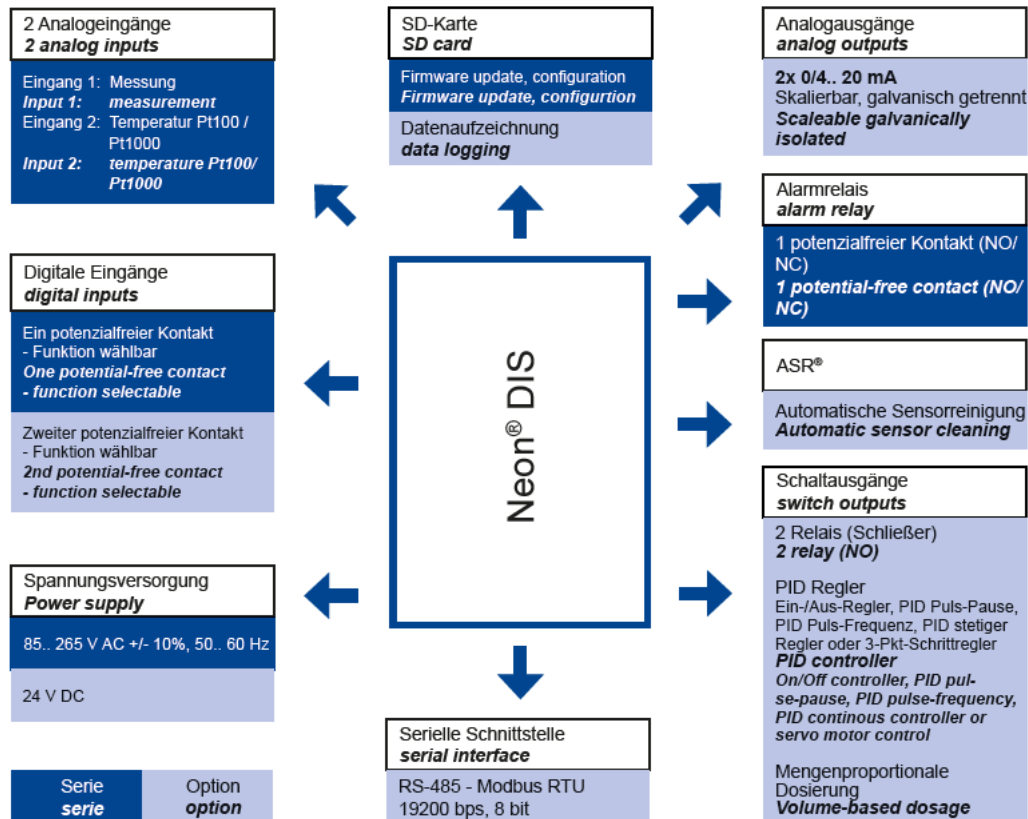 2 Analogeingänge
2 analog inputs
Eingang 1: Messung
Input 1: measurement
Eingang 2: Temperatur Pt100 /
Pt1000
Input 2: temperature Pt100/
Pt1000
SD-Karte
SD card
Firmware update, configuration
Firmware update, configurtion
Datenaufzeichnung
data logging
Analogausgänge
analog outputs
2x 0/4.. 20 mA
Skalierbar, galvanisch getrennt
Scaleable galvanically
isolated
Alarmrelais
alarm relay
1 potenzialfreier Kontakt (NO/
NC)
1 potential-free contact (NO/
NC)
Digitale Eingänge
digital inputs
Ein potenzialfreier Kontakt
- Funktion wählbar
One potential-free contact
- function selectable
Zweiter potenzialfreier Kontakt
- Funktion wählbar
2nd potential-free contact
- function selectable
Neon® DIS
ASR®
Automatische Sensorreinigung
Automatic sensor cleaning
Schaltausgänge
switch outputs
2 Relais (Schließer)
2 relay (NO)
PID Regler
Ein-/Aus-Regler, PID Puls-Pause,
PID Puls-Frequenz, PID stetiger
Regler oder 3-Pkt-Schrittregler
PID controller
On/Off controller, PID pul-
se-pause, PID pulse-frequency,
PID continous controller or
servo motor control
Mengenproportionale
Dosierung
Volume-based dosage
Spannungsversorgung
Power supply
85.. 265 V AC +/- 10%, 50.. 60 Hz
24 V DC
Serielle Schnittstelle
serial interface
RS-485 - Modbus RTU
19200 bps, 8 bit
Serie
serie
Option
option